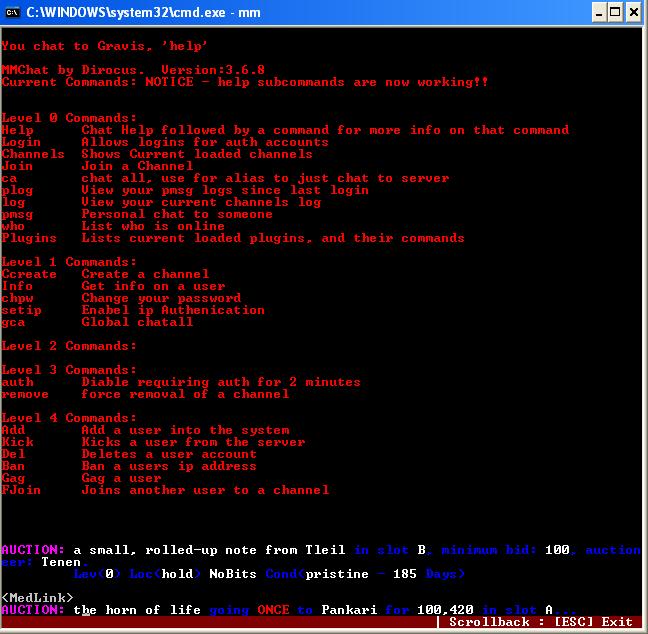 C:\WINDOWS\system32\cmd.exe - mm
You chat to Gravis, 'help'
MMChat by Dirocus.  Version:3.6.8
Current Commands: NOTICE - help subcommands are now working!!
Level 0 Commands:
Help      Chat Help followed by a command for more info on that command
Login     Allows logins for auth accounts
Channels  Shows Current loaded channels
Join      Join a Channel
ca        chat all, use for alias to just chat to server
plog      View your pmsg logs since last login
log       View your current channels log
pmsg      Personal chat to someone
who       List who is online
Plugins   Lists current loaded plugins, and their commands
Level 1 Commands:
Ccreate   Create a channel
Info      Get info on a user
chpw      Change your password
setip     Enabel ip Authenication
gca       Global chatall
Level 2 Commands:
Level 3 Commands:
auth      Diable requiring auth for 2 minutes
remove    force removal of a channel
Level 4 Commands:
Add       Add a user into the system
Kick      Kicks a user from the server
Del       Deletes a user account
Ban       Ban a users ip address
Gag       Gag a user
FJoin     Joins another user to a channel
AUCTION: a small, rolled-up note from Tleil in slot B, minimum bid: 100, auction
eer: Tenen.
Lev(0) Loc(hold) NoBits Cond(pristine - 185 Days)
<MedLink>
AUCTION: the horn of life going ONCE to Pankari for 100,420 in slot A...
| Scrollback : [ESC] Exit